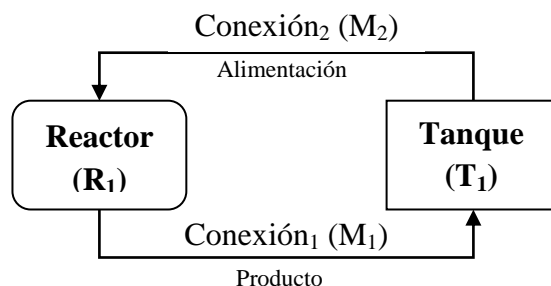 Conexión₂ (M₂)
Alimentación
Reactor
(R₁)
Tanque
(T₁)
Conexión₁ (M₁)
Producto